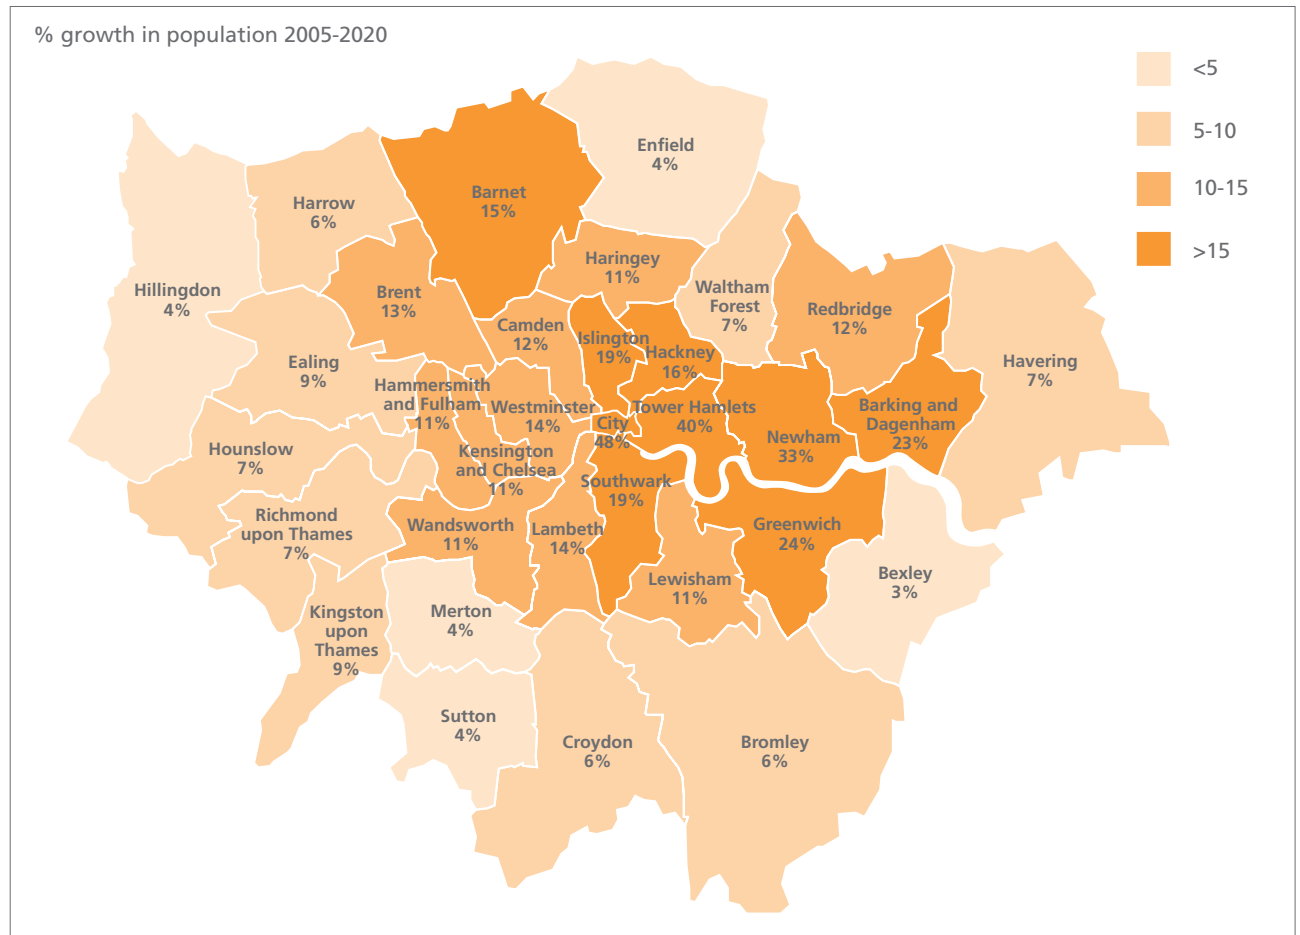 % growth in population 2005-2020
<5
5-10
10-15
>15
Enfield
4%
Barnet
15%
Harrow
6%
Haringey
11%
Hillingdon
4%
Brent
13%
Waltham
Forest
7%
Redbridge
12%
Camden
12%
Islington
19%
Hackney
16%
Havering
7%
Ealing
9%
Hammersmith
and Fulham
11%
Westminster
14%
City
48%
Tower Hamlets
40%
Newham
33%
Barking and
Dagenham
23%
Hounslow
7%
Kensington
and Chelsea
11%
Southwark
19%
Richmond
upon Thames
7%
Wandsworth
11%
Lambeth
14%
Greenwich
24%
Lewisham
11%
Bexley
3%
Kingston
upon
Thames
9%
Merton
4%
Sutton
4%
Croydon
6%
Bromley
6%